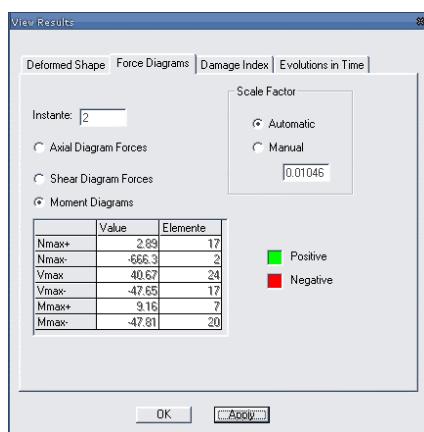 View Results
Deformed Shape Force Diagrams Damage Index Evolutions in Time
Scale Factor
Instante: 2
Automatic
Axial Diagram Forces
Manual
0.01046
Shear Diagram Forces
Moment Diagrams
Value Elemente
Nmax+ 2.89 17
Nmax- -666.3 2
Vmax 40.67 24
Vmax- -47.65 17
Mmax+ 9.16 7
Mmax- -47.81 20
Positive
Negative
OK Apply